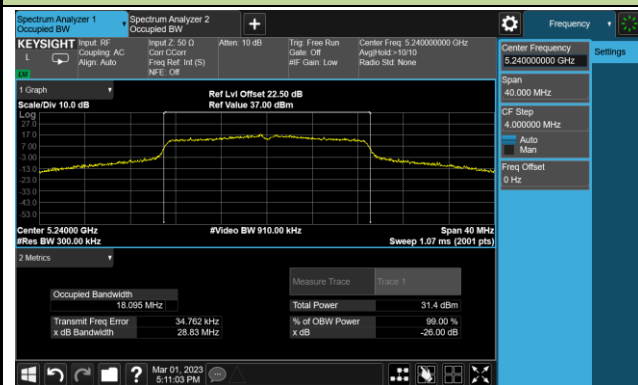 Spectrum Analyzer 1
Occupied BW
Spectrum Analyzer 2
Occupied BW
+
Frequency
KEYSIGHT
L
Input: RF
Coupling: AC
Align: Auto
Input Z: 50 Ω
Corr CCorr
Freq Ref: Int (S)
NFE: Off
Atten: 10 dB
Trig: Free Run
Gate: Off
#IF Gain: Low
Center Freq: 5.240000000 GHz
Avg|Hold:>10/10
Radio Std: None
Center Frequency
5.240000000 GHz
Settings
Span
40.000 MHz
CF Step
4.000000 MHz
Auto
Man
Freq Offset
0 Hz
1 Graph
Scale/Div 10.0 dB
Ref Lvl Offset 22.50 dB
Ref Value 37.00 dBm
Log
27.0
17.0
7.00
-3.00
-13.0
-23.0
-33.0
-43.0
-53.0
Center 5.24000 GHz
#Res BW 300.00 kHz
#Video BW 910.00 kHz
Span 40 MHz
Sweep 1.07 ms (2001 pts)
2 Metrics
Measure Trace
Trace 1
Occupied Bandwidth
18.095 MHz
Total Power
31.4 dBm
Transmit Freq Error
34.762 kHz
% of OBW Power
99.00 %
x dB Bandwidth
28.83 MHz
x dB
-26.00 dB
?
Mar 01, 2023
5:11:03 PM